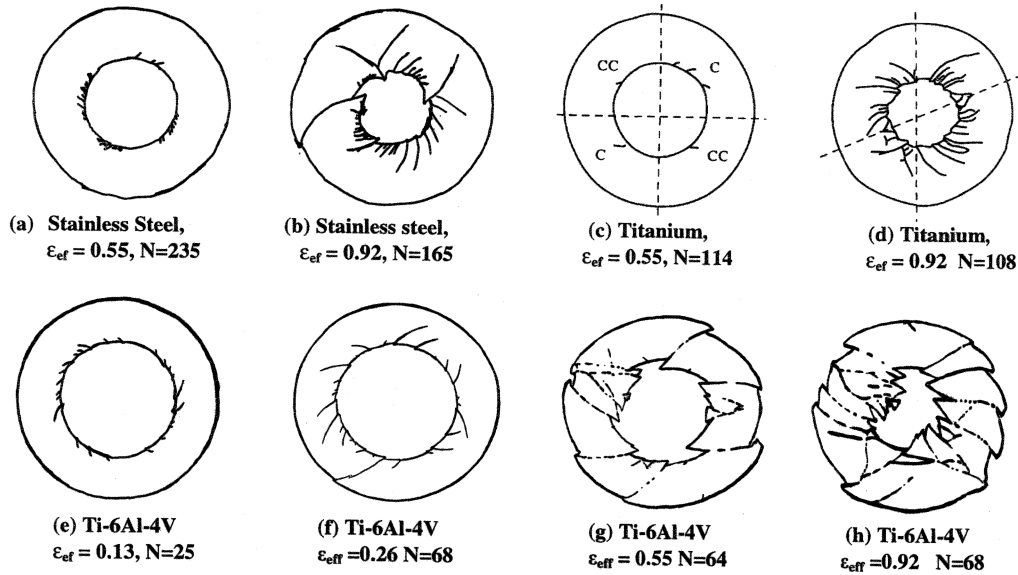 CC
C
C
CC
(a) Stainless Steel,
εef = 0.55, N=235
(b) Stainless steel,
εef = 0.92, N=165
(c) Titanium,
εef = 0.55, N=114
(d) Titanium,
εef = 0.92 N=108
(e) Ti-6Al-4V
εef = 0.13, N=25
(f) Ti-6Al-4V
εeff =0.26 N=68
(g) Ti-6Al-4V
εeff =0.55 N=64
(h) Ti-6Al-4V
εeff =0.92 N=68